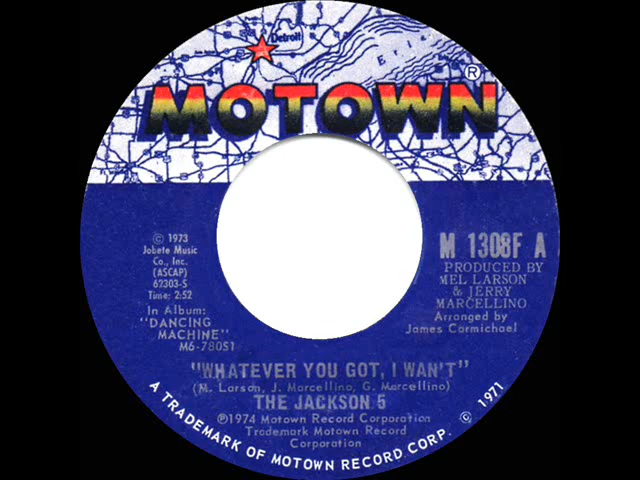 Detroit
Erie
MOTOWN®
© 1973
Jobete Music
Co., Inc.
(ASCAP)
62303-S
Time: 2:52
In Album:
"DANCING
MACHINE"
M6-780S1
M 1308F A
PRODUCED BY
MEL LARSON
& JERRY
MARCELLINO
Arranged by
James Carmichael
"WHATEVER YOU GOT, I WAN'T"
(M. Larson, J. Marcellino, G. Marcellino)
THE JACKSON 5
℗1974 Motown Record Corporation
Trademark Motown Record
Corporation
A TRADEMARK OF MOTOWN RECORD CORP. © 1971